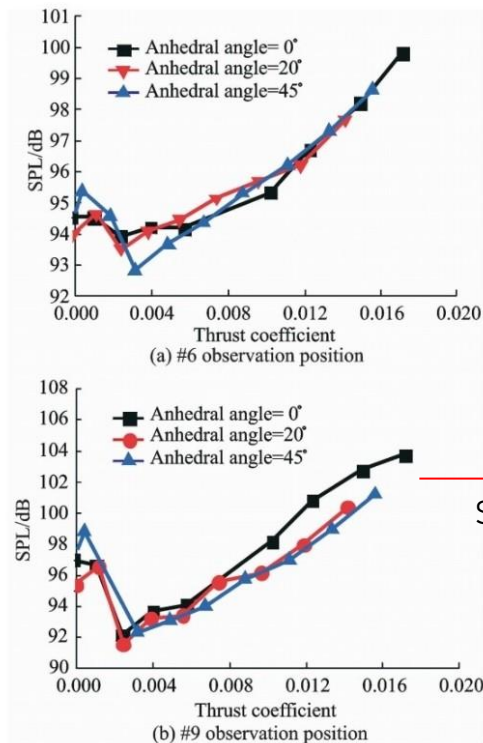 101
100
99
98
97
96
95
94
93
92
SPL/dB
Anhedral angle= 0°
Anhedral angle=20°
Anhedral angle=45°
0.000 0.004 0.008 0.012 0.016 0.020
Thrust coefficient
(a) #6 observation position
108
106
104
102
100
98
96
94
92
90
SPL/dB
Anhedral angle= 0°
Anhedral angle=20°
Anhedral angle=45°
S
0.000 0.004 0.008 0.012 0.016 0.020
Thrust coefficient
(b) #9 observation position